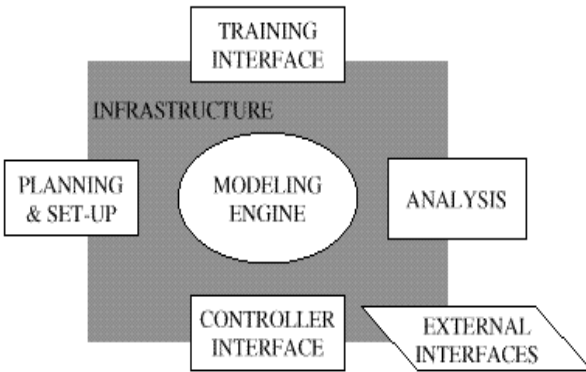 TRAINING
INTERFACE
INFRASTRUCTURE
PLANNING
& SET-UP
MODELING
ENGINE
ANALYSIS
CONTROLLER
INTERFACE
EXTERNAL
INTERFACES